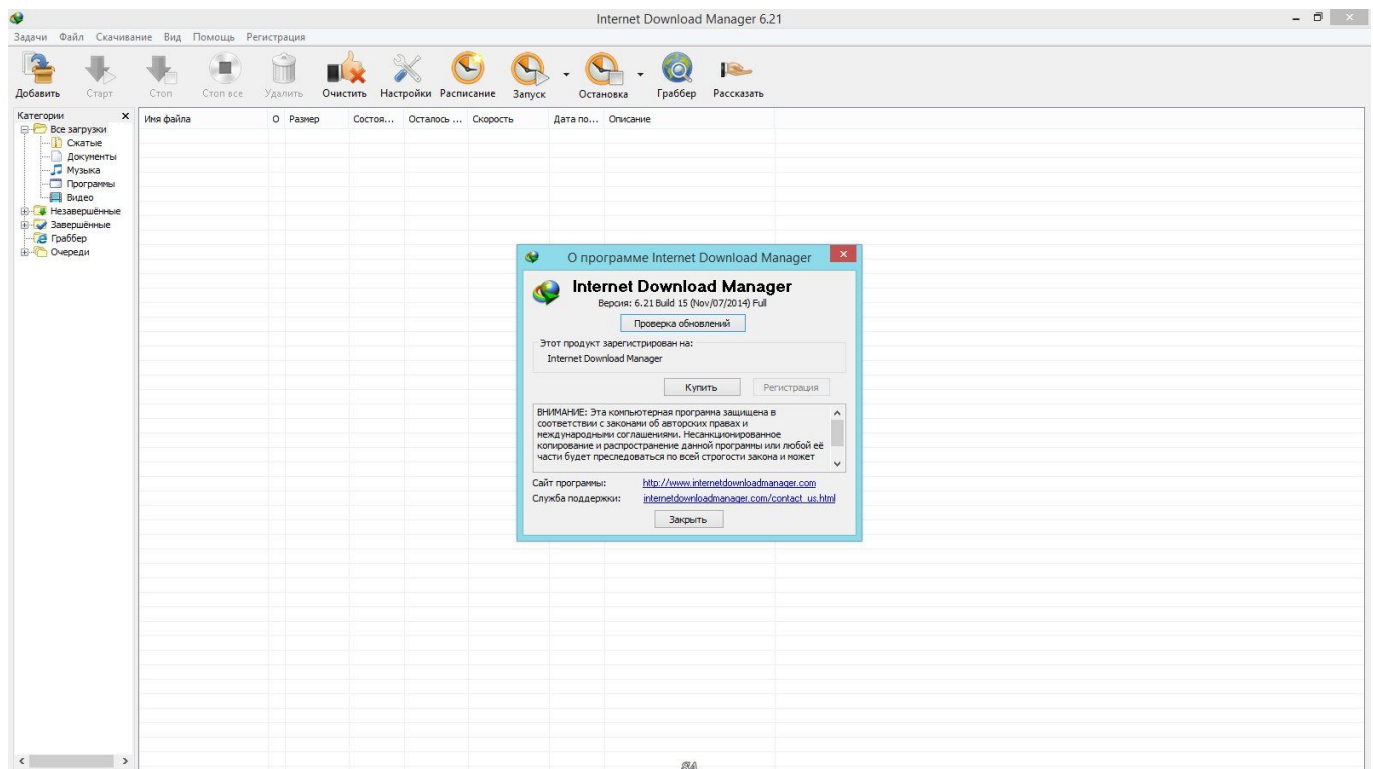 Internet Download Manager 6.21
Задачи Файл Скачивание Вид Помощь Регистрация
Добавить Старт Стоп Стоп все Удалить Очистить Настройки Расписание Запуск Остановка Граббер Рассказать
Категории
Имя файла О Размер Состоя... Осталось ... Скорость Дата по... Описание
Все загрузки
Сжатые
Документы
Музыка
Программы
Видео
Незавершённые
Завершённые
Граббер
Очереди
О программе Internet Download Manager
Internet Download Manager
Версия: 6.21 Build 15 (Nov/07/2014) Full
Проверка обновлений
Этот продукт зарегистрирован на:
Internet Download Manager
Купить Регистрация
ВНИМАНИЕ: Эта компьютерная программа защищена в
соответствии с законами об авторских правах и
международными соглашениями. Несанкционированное
копирование и распространение данной программы или любой её
части будет преследоваться по всей строгости закона и может
Сайт программы: http://www.internetdownloadmanager.com
Служба поддержки: internetdownloadmanager.com/contact_us.html
Закрыть